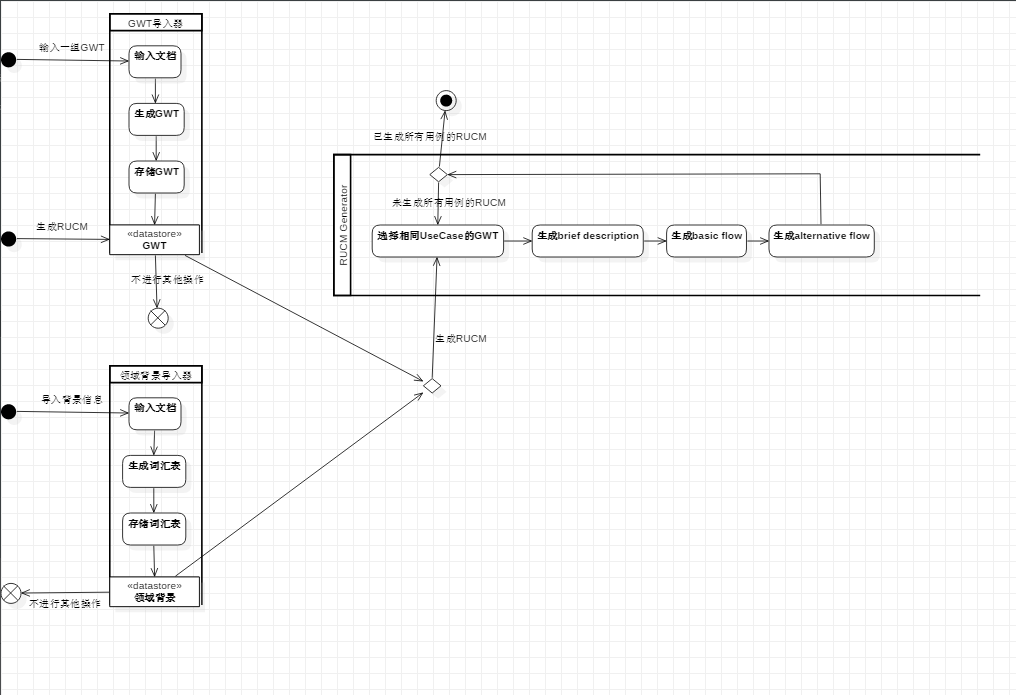 GWT导入器
输入一组GWT
输入文档
生成GWT
存储GWT
生成RUCM
«datastore»
GWT
不进行其他操作
已生成所有用例的RUCM
RUCM Generator
未生成所有用例的RUCM
选择相同UseCase的GWT
生成brief description
生成basic flow
生成alternative flow
生成RUCM
领域背景导入器
导入背景信息
输入文档
生成词汇表
存储词汇表
«datastore»
领域背景
不进行其他操作